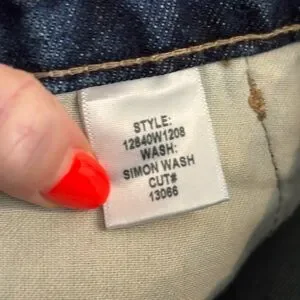 STYLE:
12840W1208
WASH:
SIMON WASH
CUT#
13066